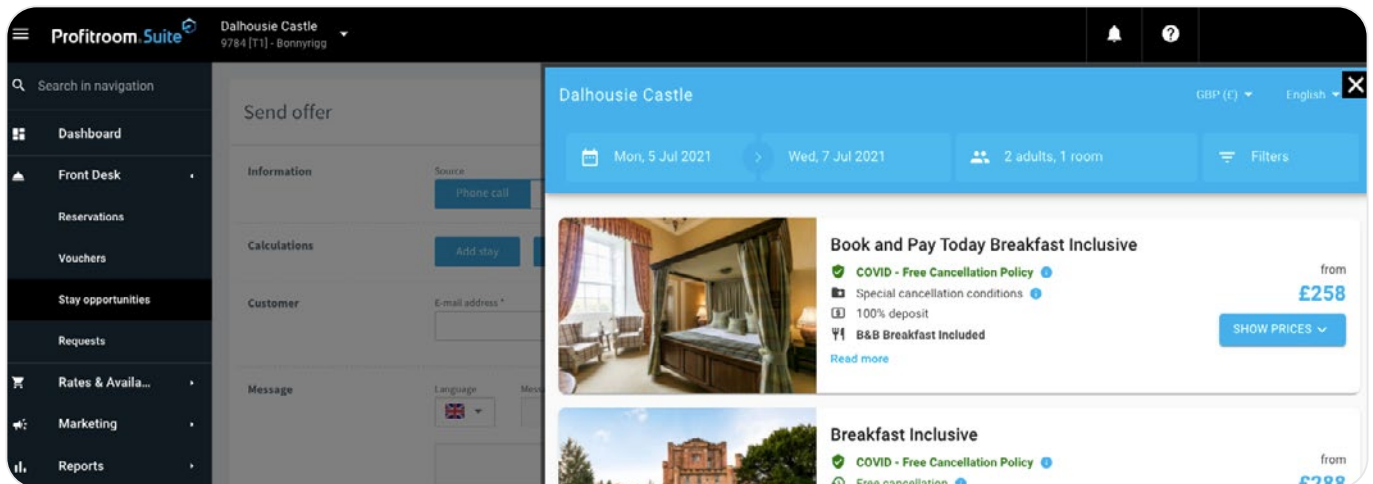 Profitroom.Suite
Dalhousie Castle
9784 [T1] - Bonnyrigg
Search in navigation
Dashboard
Front Desk
Reservations
Vouchers
Stay opportunities
Requests
Rates & Availa...
Marketing
Reports
Send offer
Information
Source
Phone call
Calculations
Add stay
Customer
E-mail address *
Message
Language
Dalhousie Castle
GBP (£)
English
Mon, 5 Jul 2021
Wed, 7 Jul 2021
2 adults, 1 room
Filters
Book and Pay Today Breakfast Inclusive
COVID - Free Cancellation Policy
Special cancellation conditions
100% deposit
B&B Breakfast Included
Read more
from
£258
SHOW PRICES
Breakfast Inclusive
COVID - Free Cancellation Policy
Free cancellation
from
£288